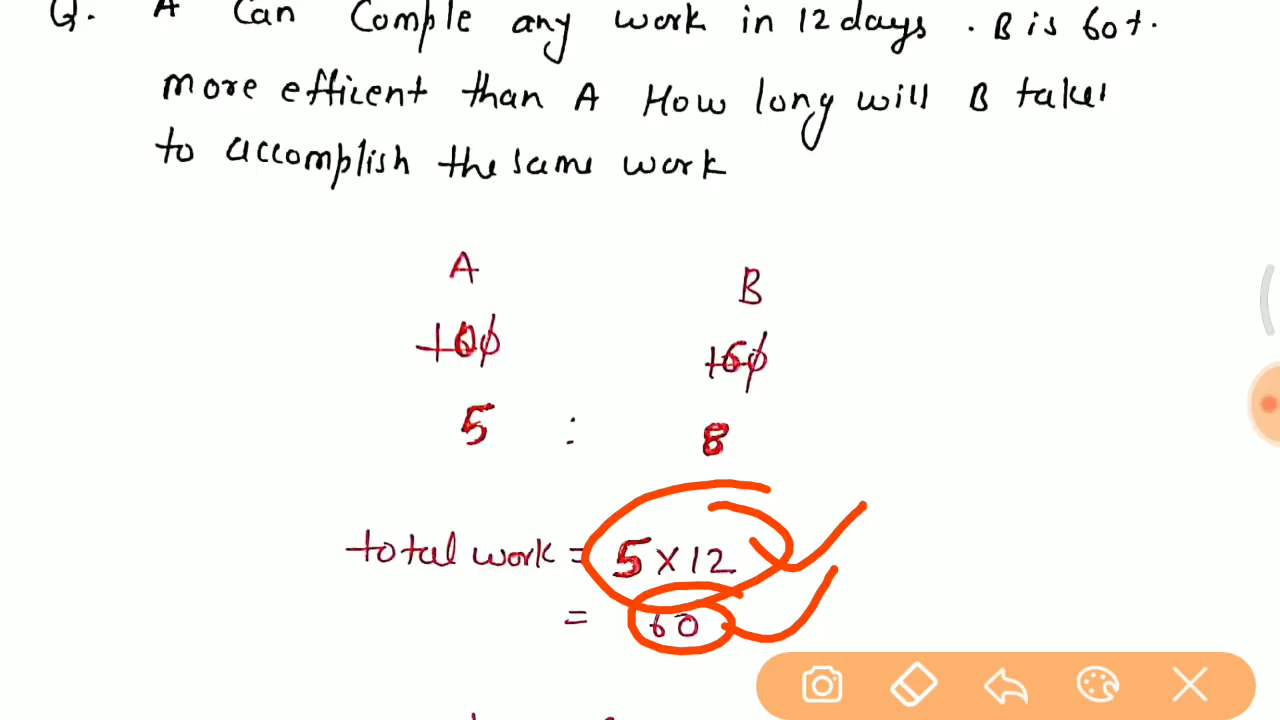 Q. A Can Comple any work in 12 days . B is 60%.
more efficent than A How long will B take
to accomplish the same work
A B
100 160
5 : 8
total work = 5 x 12
= 60